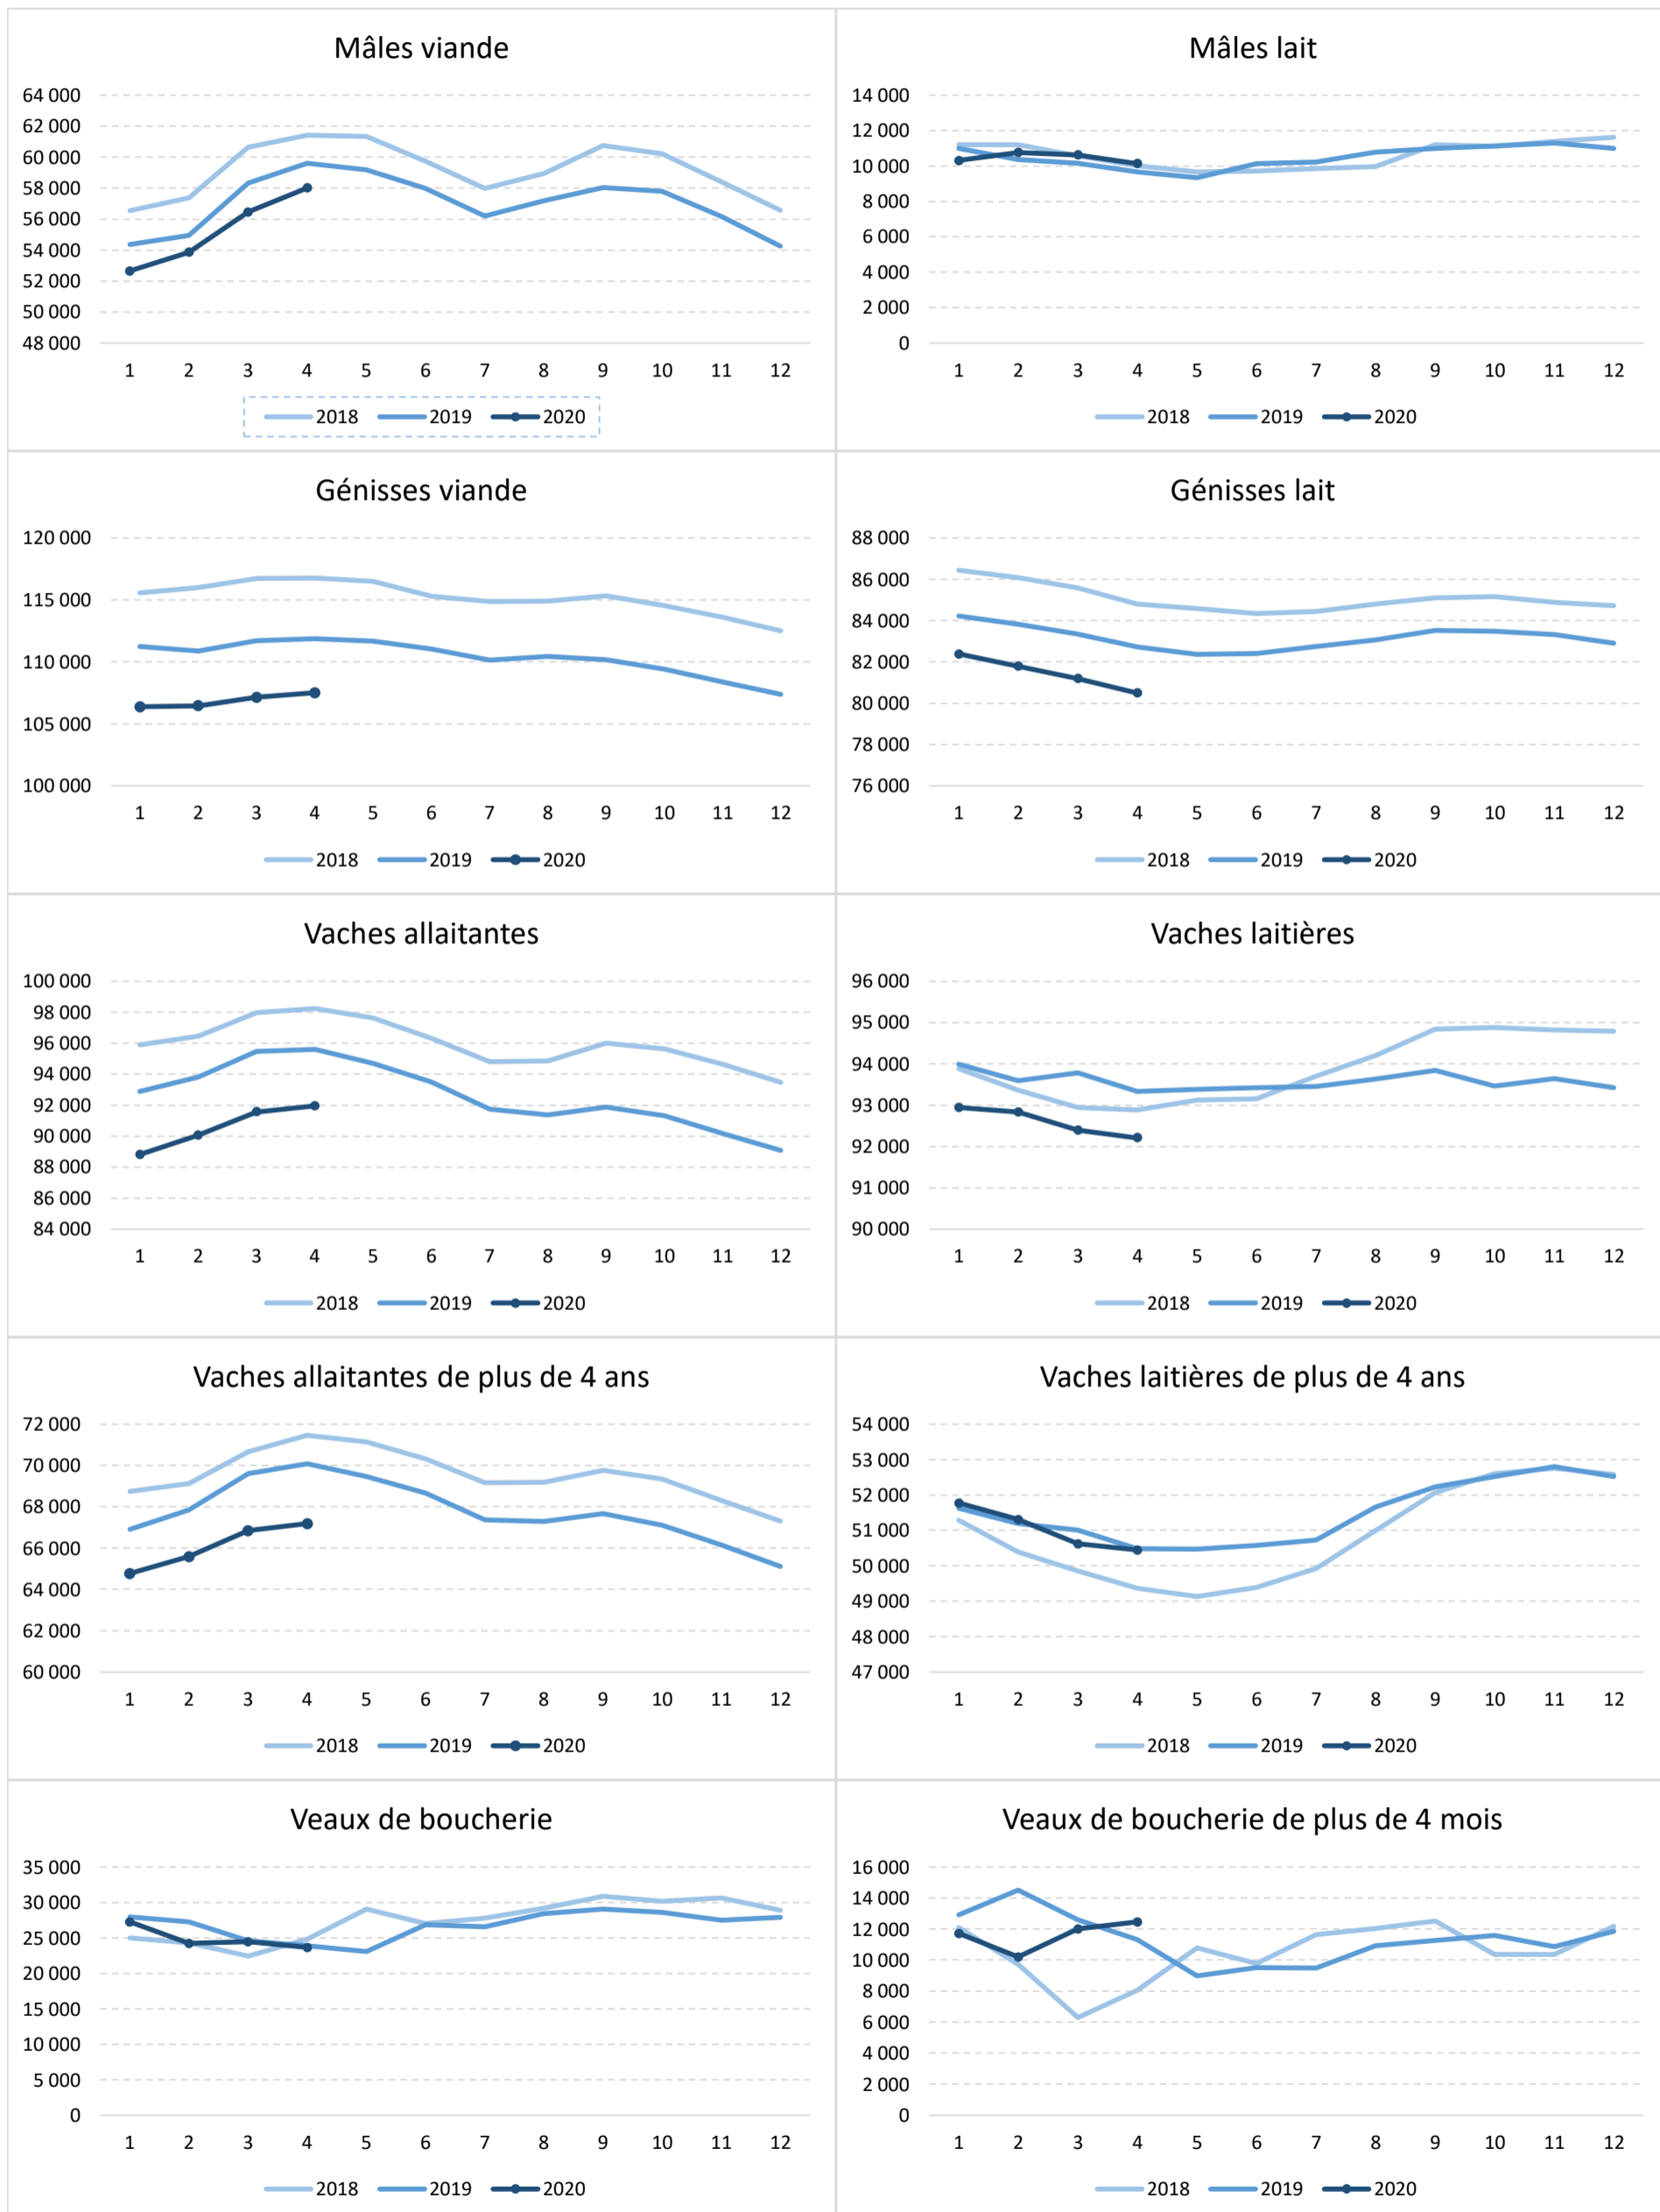 Mâles viande
64 000
62 000
60 000
58 000
56 000
54 000
52 000
50 000
48 000
1 2 3 4 5 6 7 8 9 10 11 12
2018 2019 2020
Mâles lait
14 000
12 000
10 000
8 000
6 000
4 000
2 000
0
1 2 3 4 5 6 7 8 9 10 11 12
2018 2019 2020
Génisses viande
120 000
115 000
110 000
105 000
100 000
1 2 3 4 5 6 7 8 9 10 11 12
2018 2019 2020
Génisses lait
88 000
86 000
84 000
82 000
80 000
78 000
76 000
1 2 3 4 5 6 7 8 9 10 11 12
2018 2019 2020
Vaches allaitantes
100 000
98 000
96 000
94 000
92 000
90 000
88 000
86 000
84 000
1 2 3 4 5 6 7 8 9 10 11 12
2018 2019 2020
Vaches laitières
96 000
95 000
94 000
93 000
92 000
91 000
90 000
1 2 3 4 5 6 7 8 9 10 11 12
2018 2019 2020
Vaches allaitantes de plus de 4 ans
72 000
70 000
68 000
66 000
64 000
62 000
60 000
1 2 3 4 5 6 7 8 9 10 11 12
2018 2019 2020
Vaches laitières de plus de 4 ans
54 000
53 000
52 000
51 000
50 000
49 000
48 000
47 000
1 2 3 4 5 6 7 8 9 10 11 12
2018 2019 2020
Veaux de boucherie
35 000
30 000
25 000
20 000
15 000
10 000
5 000
0
1 2 3 4 5 6 7 8 9 10 11 12
2018 2019 2020
Veaux de boucherie de plus de 4 mois
16 000
14 000
12 000
10 000
8 000
6 000
4 000
2 000
0
1 2 3 4 5 6 7 8 9 10 11 12
2018 2019 2020